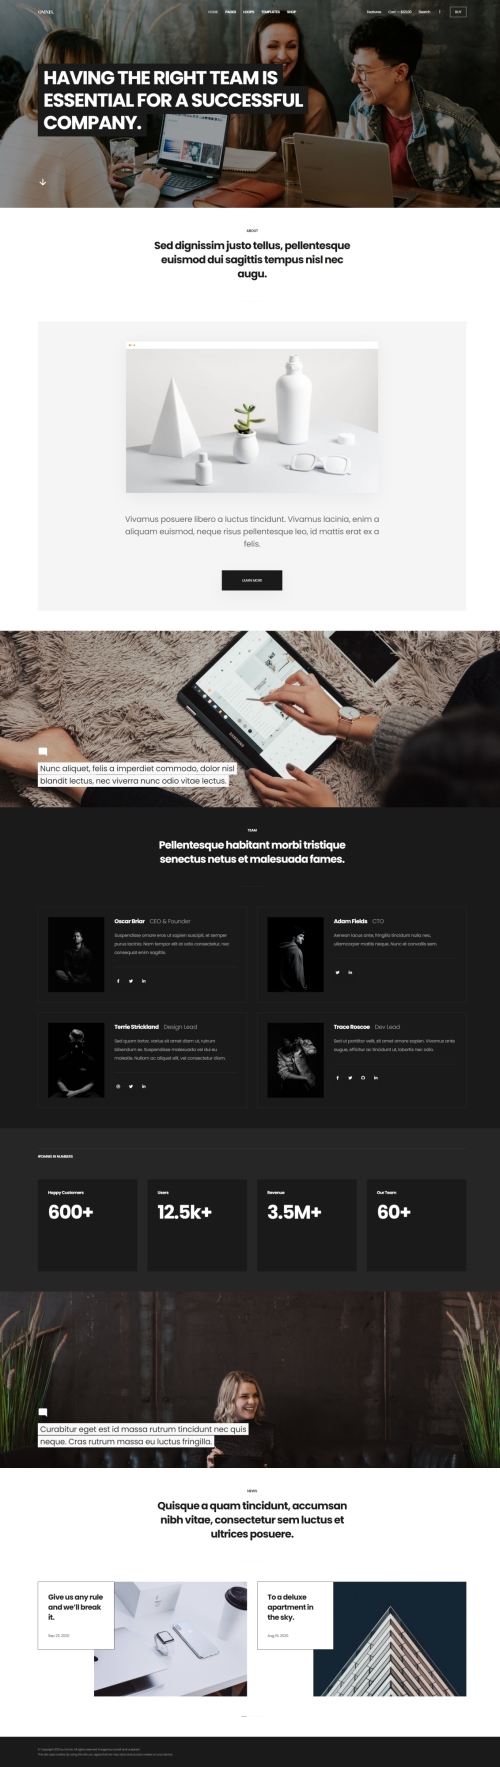 OMNIS.
HOME PAGES LOOPS TEMPLATES SHOP
Features Search BUY
HAVING THE RIGHT TEAM IS
ESSENTIAL FOR A SUCCESSFUL
COMPANY.
ABOUT
Sed dignissim justo tellus, pellentesque
euismod dui sagittis tempus nisl nec
augu.
Vivamus posuere libero a luctus tincidunt. Vivamus lacinia, enim a
aliquam euismod, neque risus pellentesque leo, id mattis erat ex a
felis.
LEARN MORE
SAMSUNG
Nunc aliquet, felis a imperdiet commodo, dolor nisl
blandit lectus, nec viverra nunc odio vitae lectus.
TEAM
Pellentesque habitant morbi tristique
senectus netus et malesuada fames.
Oscar Briar CEO & Founder
Suspendisse ornare eros ut sapien suscipit, et semper
purus lacinia. Nam tempor elit at odio consectetur, nec
consequat enim sagittis.
Adam Fields CTO
Aenean lacus ante, fringilla tincidunt nulla nec,
ullamcorper mattis neque. Nunc et convallis sem.
Terrie Strickland Design Lead
Sed quam tortor, varius sit amet diam ut, rutrum
bibendum ex. Suspendisse malesuada vel dui eu
molestie. Nullam ac aliquet elit, vel consectetur diam.
Trace Roscoe Dev Lead
Sed ut porttitor velit, sit amet ornare sapien. Vivamus ante
augue, efficitur ac tincidunt ut, lobortis nec odio.
IN NUMBERS
Happy Customers
600+
Users
12.5k+
Revenue
3.5M+
Our Team
60+
Curabitur eget est id massa rutrum tincidunt nec quis
neque. Cras rutrum massa eu luctus fringilla.
NEWS
Quisque a quam tincidunt, accumsan
nibh vitae, consectetur sem luctus et
ultrices posuere.
Give us any rule
and we'll break
it.
Sep 23, 2020
To a deluxe
apartment in
the sky.
Aug 19, 2020